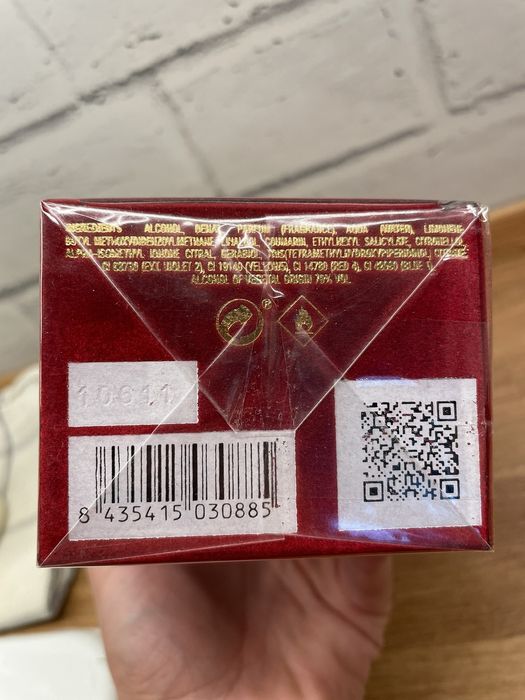 INGREDIENTS ALCOHOL DENAT. PARFUM (FRAGRANCE), AQUA (WATER), LIMONENE
BUTYL METHOXYDIBENZOYLMETHANE LINALOOL COUMARIN, ETHYLHEXYL SALICYLATE, CITRONELLOL
ALPHA-ISOMETHYL IONONE CITRAL GERANIOL TRIS(TETRAMETHYLHYDROXYPIPERIDINOL) CITRATE
CI 60730 (EXT. VIOLET 2), CI 19140 (YELLOW5), CI 14700 (RED 4), CI 42090 (BLUE 1)
ALCOHOL OF VEGETAL ORIGIN 76% VOL
®
10611
8 435415 030885